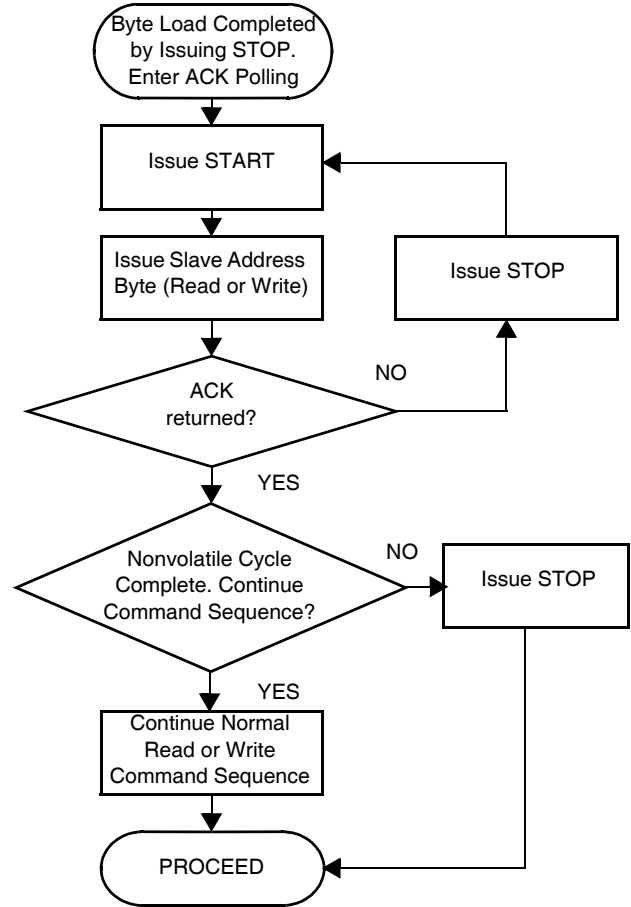 Byte Load Completed
by Issuing STOP.
Enter ACK Polling
Issue START
Issue Slave Address
Byte (Read or Write)
Issue STOP
ACK
returned?
NO
YES
Nonvolatile Cycle
Complete. Continue
Command Sequence?
NO
Issue STOP
YES
Continue Normal
Read or Write
Command Sequence
PROCEED